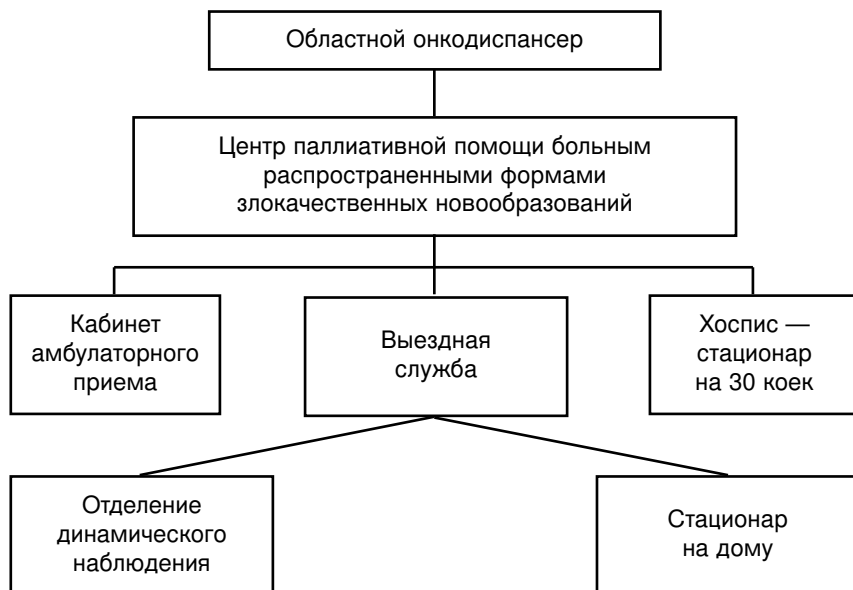 Областной онкодиспансер
Центр паллиативной помощи больным
распространенными формами
злокачественных новообразований
Кабинет
амбулаторного
приема
Выездная
служба
Хоспис —
стационар
на 30 коек
Отделение
динамического
наблюдения
Стационар
на дому